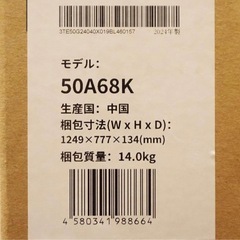 3TE50G24040X019BL460167
2024年製
モデル:
50A68K
生産国: 中国
梱包寸法(W x H x D):
1249×777×134(mm)
梱包質量: 14.0kg
4 580341 988664